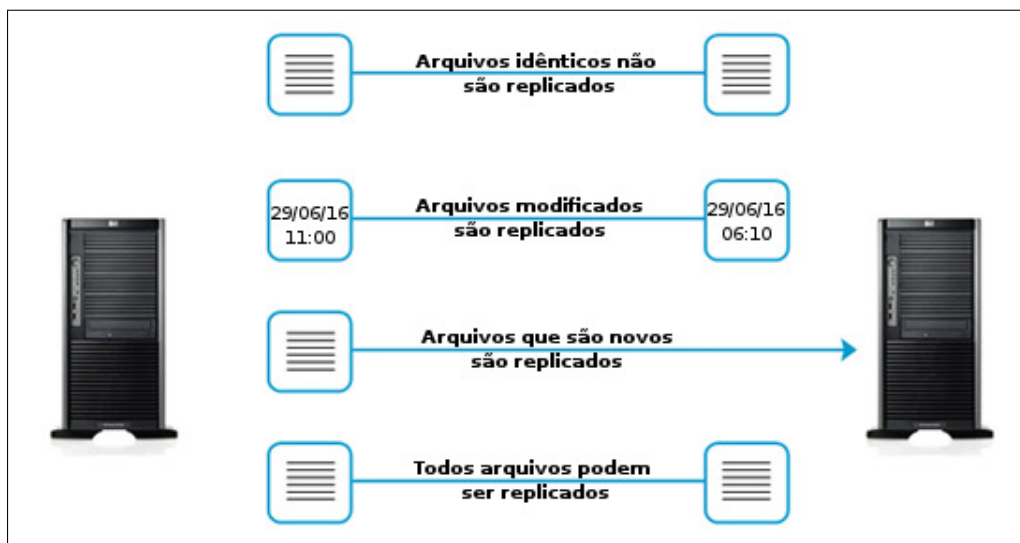 Arquivos idênticos não
são replicados
29/06/16
11:00
Arquivos modificados
são replicados
29/06/16
06:10
Arquivos que são novos
são replicados
Todos arquivos podem
ser replicados